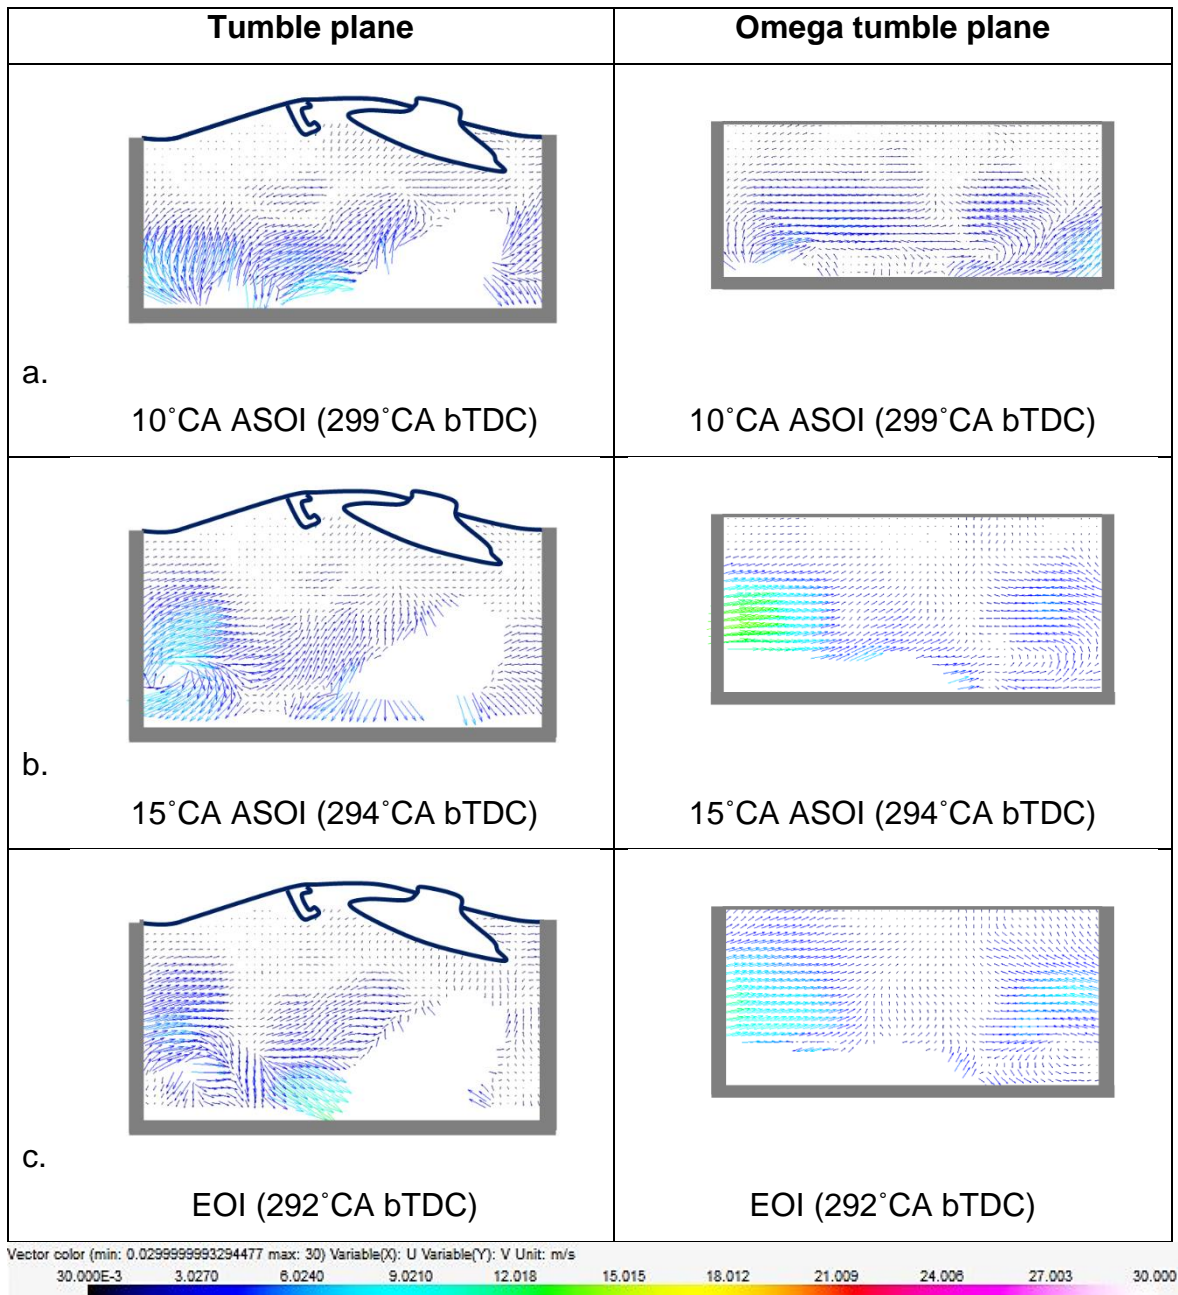 Tumble plane
Omega tumble plane
a.
10˚CA ASOI (299˚CA bTDC)
10˚CA ASOI (299˚CA bTDC)
b.
15˚CA ASOI (294˚CA bTDC)
15˚CA ASOI (294˚CA bTDC)
c.
EOI (292˚CA bTDC)
EOI (292˚CA bTDC)
Vector color (min: 0.0299999993294477 max: 30) Variable(X): U Variable(Y): V Unit: m/s
30.000E-3 3.0270 6.0240 9.0210 12.018 15.015 18.012 21.009 24.006 27.003 30.000